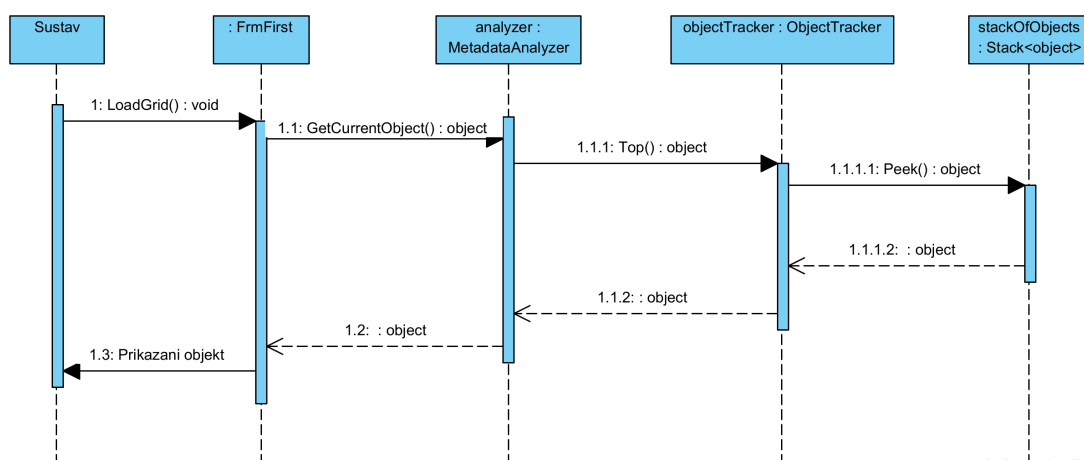 Sustav
: FrmFirst
analyzer :
MetadataAnalyzer
objectTracker : ObjectTracker
stackOfObjects
: Stack<object>
1: LoadGrid() : void
1.1: GetCurrentObject() : object
1.1.1: Top() : object
1.1.1.1: Peek() : object
1.1.1.2:  : object
1.1.2: : object
1.2:  : object
1.3: Prikazani objekt